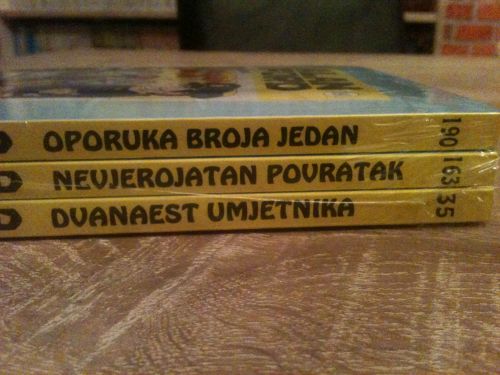 OPORUKA BROJA JEDAN 190
NEVJEROJATAN POVRATAK 163
DVANAEST UMJETNIKA 35